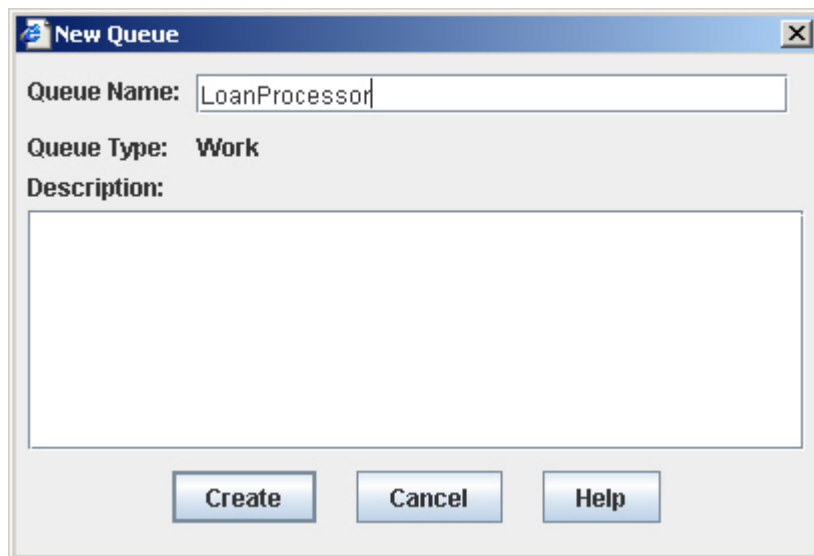 New Queue
Queue Name: LoanProcessor
Queue Type: Work
Description:
Create Cancel Help